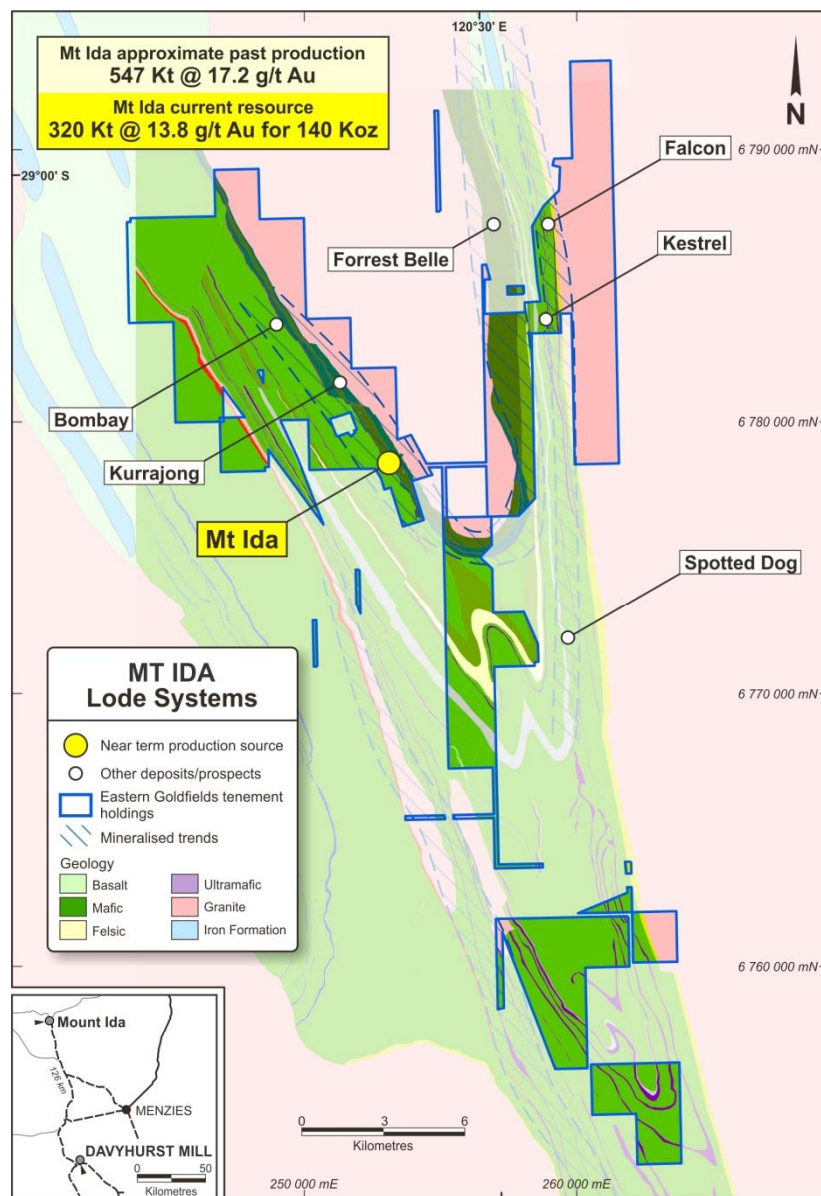 120°30' E
Mt Ida approximate past production
547 Kt @ 17.2 g/t Au
Mt Ida current resource
320 Kt @ 13.8 g/t Au for 140 Koz
N
29°00' S
6 790 000 mN
Falcon
Kestrel
Forrest Belle
Bombay
Kurrajong
6 780 000 mN
Mt Ida
Spotted Dog
6 770 000 mN
MT IDA
Lode Systems
Near term production source
Other deposits/prospects
Eastern Goldfields tenement
holdings
Mineralised trends
Geology
Basalt
Mafic
Felsic
Ultramafic
Granite
Iron Formation
6 760 000 mN
Mount Ida
126 km
MENZIES
DAVYHURST MILL
0 50
Kilometres
0 3 6
Kilometres
250 000 mE
260 000 mE